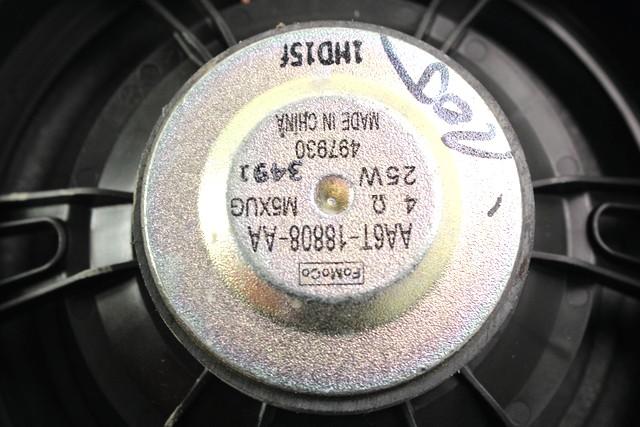 FoMoCo
AA6T-18808-AA
4 Ω M5XUG
25W 3491
497930
MADE IN CHINA
1HD15f